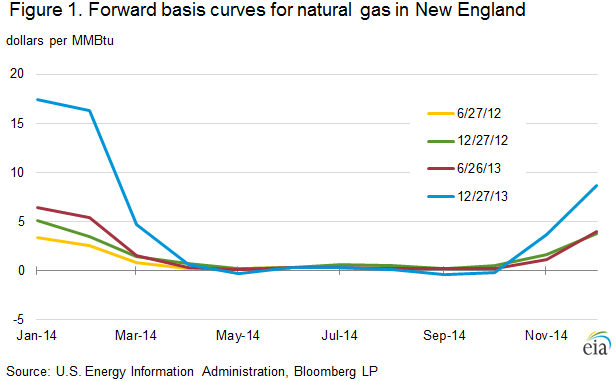 Figure 1. Forward basis curves for natural gas in New England
dollars per MMBtu
20
15
10
5
0
-5
6/27/12
12/27/12
6/26/13
12/27/13
Jan-14 Mar-14 May-14 Jul-14 Sep-14 Nov-14
eia
Source: U.S. Energy Information Administration, Bloomberg LP